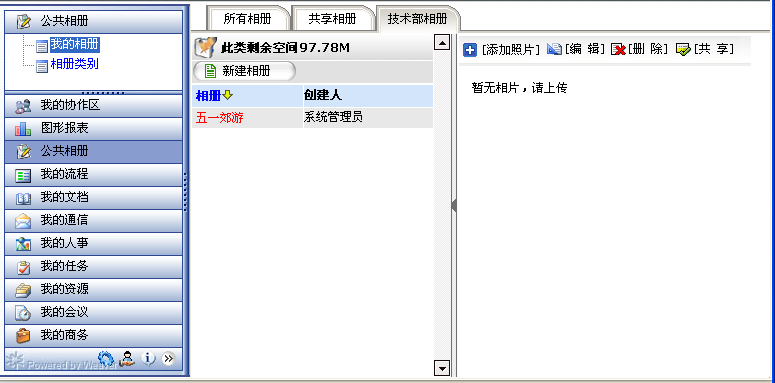 公共相册
我的相册
相册类别
我的协作区
图形报表
公共相册
我的流程
我的文档
我的通信
我的人事
我的任务
我的资源
我的会议
我的商务
Powered by Weaver
所有相册 共享相册 技术部相册
此类剩余空间97.78M
新建相册
相册 创建人
五一郊游 系统管理员
[添加照片] [编 辑] [删 除] [共 享]
暂无相片，请上传